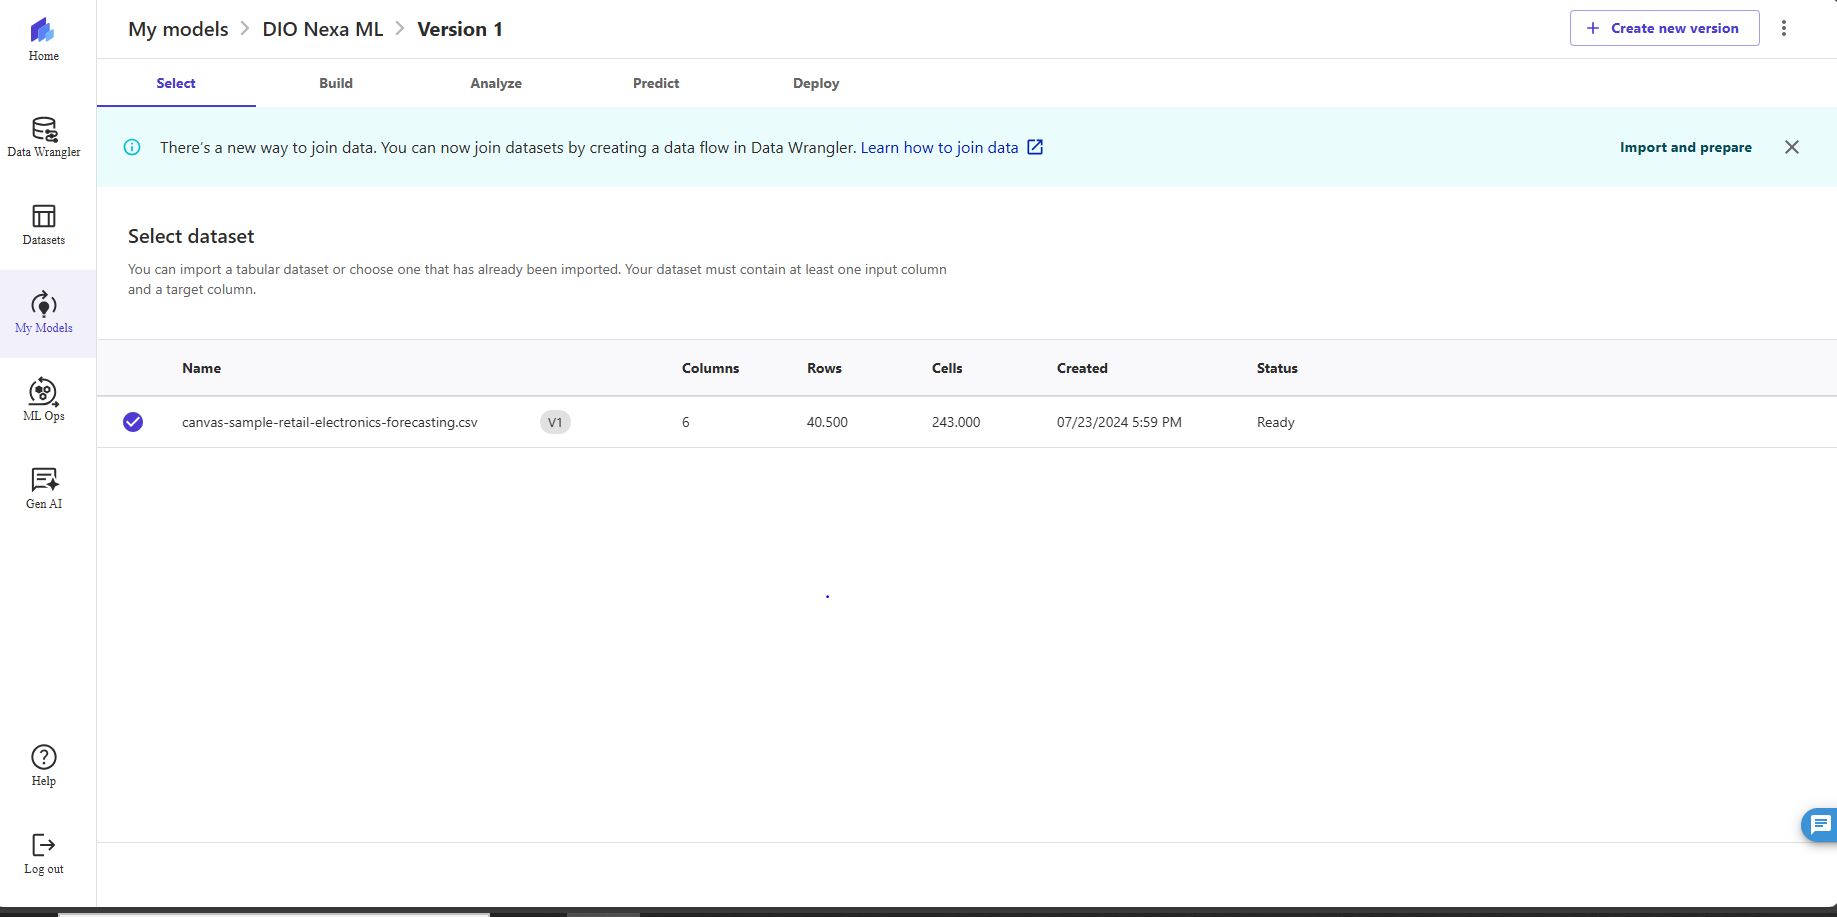 Home
Data Wrangler
Datasets
My Models
ML Ops
Gen AI
Help
Log out
My models > DIO Nexa ML > Version 1
+ Create new version
Select Build Analyze Predict Deploy
There's a new way to join data. You can now join datasets by creating a data flow in Data Wrangler. Learn how to join data
Import and prepare
Select dataset
You can import a tabular dataset or choose one that has already been imported. Your dataset must contain at least one input column
and a target column.
Name Columns Rows Cells Created Status
canvas-sample-retail-electronics-forecasting.csv V1 6 40.500 243.000 07/23/2024 5:59 PM Ready